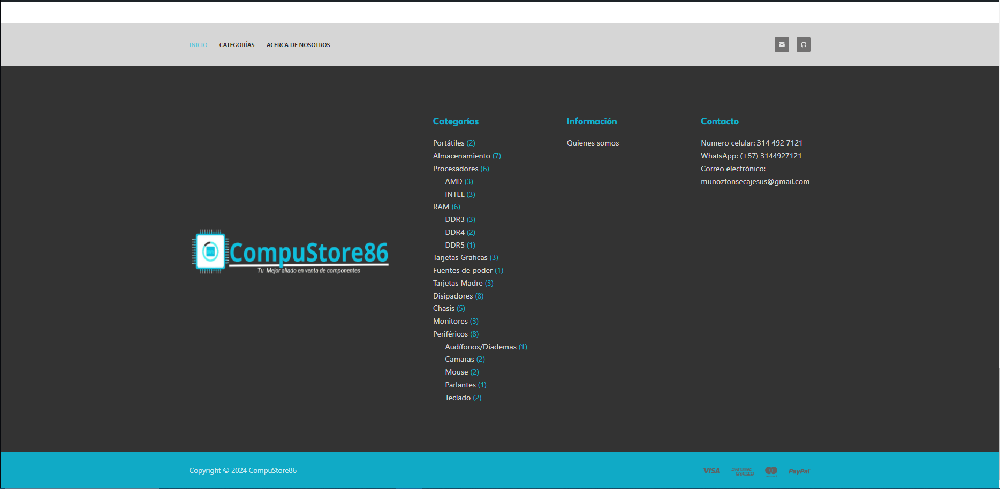 INICIO CATEGORÍAS ACERCA DE NOSOTROS
CompuStore86
Tu Mejor aliado en venta de componentes
Categorías
Portátiles (2)
Almacenamiento (7)
Procesadores (6)
AMD (3)
INTEL (3)
RAM (6)
DDR3 (3)
DDR4 (2)
DDR5 (1)
Tarjetas Graficas (3)
Fuentes de poder (1)
Tarjetas Madre (3)
Disipadores (8)
Chasis (5)
Monitores (3)
Periféricos (8)
Audífonos/Diademas (1)
Camaras (2)
Mouse (2)
Parlantes (1)
Teclado (2)
Información
Quienes somos
Contacto
Numero celular: 314 492 7121
WhatsApp: (+57) 3144927121
Correo electrónico:
munozfonsecajesus@gmail.com
Copyright © 2024 CompuStore86
VISA AMERICAN EXPRESS PayPal